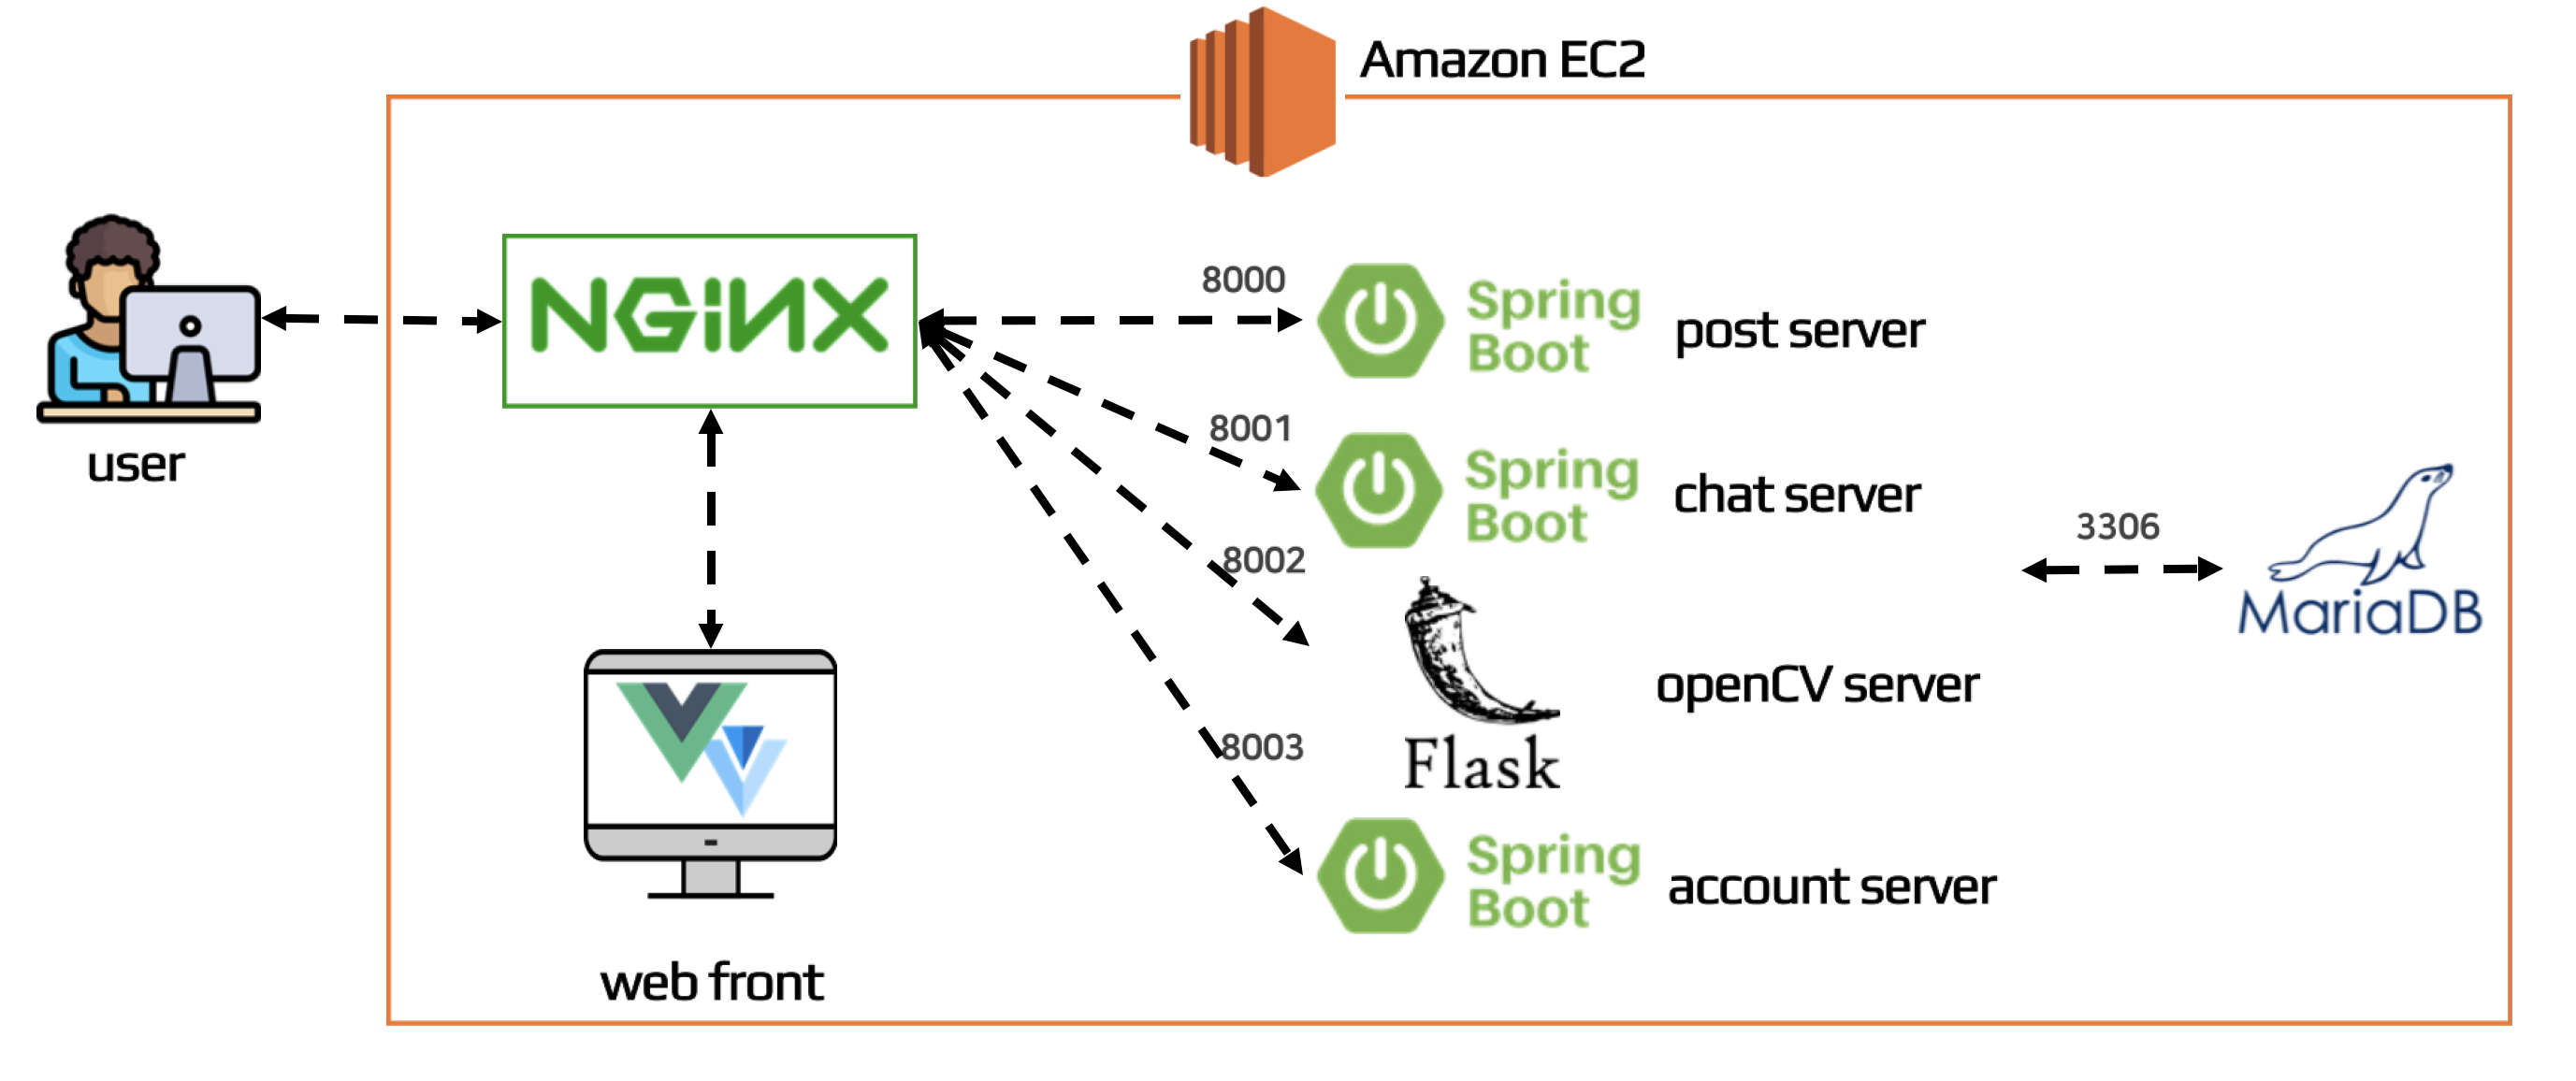 Amazon EC2
NGiNX
user
8000
Spring
Boot
post server
8001
Spring
Boot
chat server
3306
MariaDB
8002
Flask
openCV server
8003
Spring
Boot
account server
web front